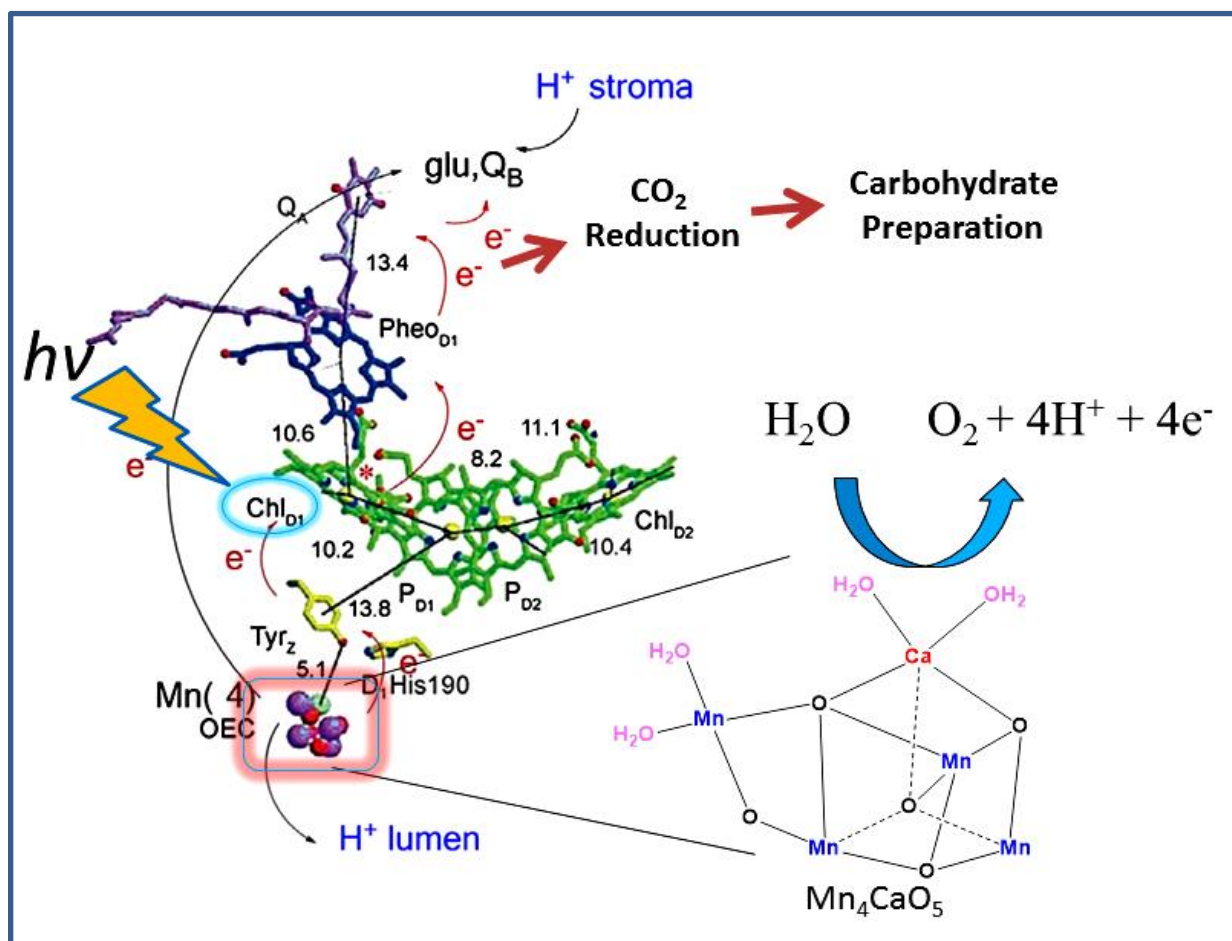 H⁺ stroma
glu,Q_B
Q_A
e⁻
e⁻
CO₂
Reduction
Carbohydrate
Preparation
13.4
Pheo_D1
hν
e⁻
10.6
e⁻
*
11.1
8.2
H₂O O₂ + 4H⁺ + 4e⁻
Chl_D1
10.2
Chl_D2
10.4
e⁻
P_D1
P_D2
13.8
Tyr_Z
5.1
e⁻
D₁His190
Mn( 4)
OEC
H⁺ lumen
H₂O
OH₂
Ca
H₂O
H₂O
Mn
O
O
Mn
O
O
Mn
Mn
O
Mn₄CaO₅